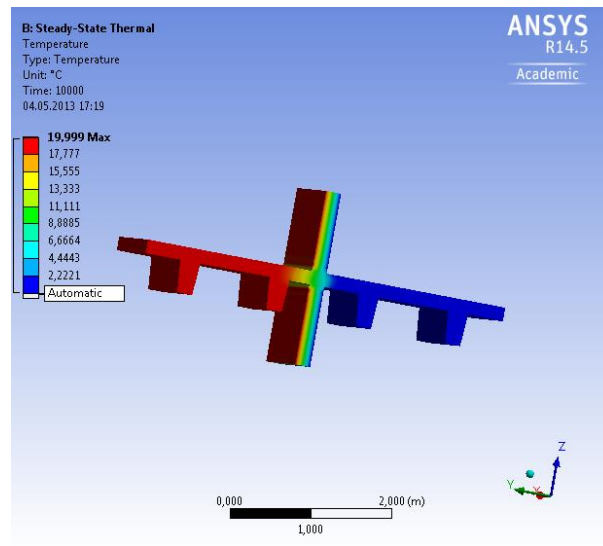 B: Steady-State Thermal
Temperature
Type: Temperature
Unit: °C
Time: 10000
04.05.2013 17:19
ANSYS
R14.5
Academic
19,999 Max
17,777
15,555
13,333
11,111
8,8885
6,6664
4,4443
2,2221
Automatic
Z
Y
X
0,000
2,000 (m)
1,000